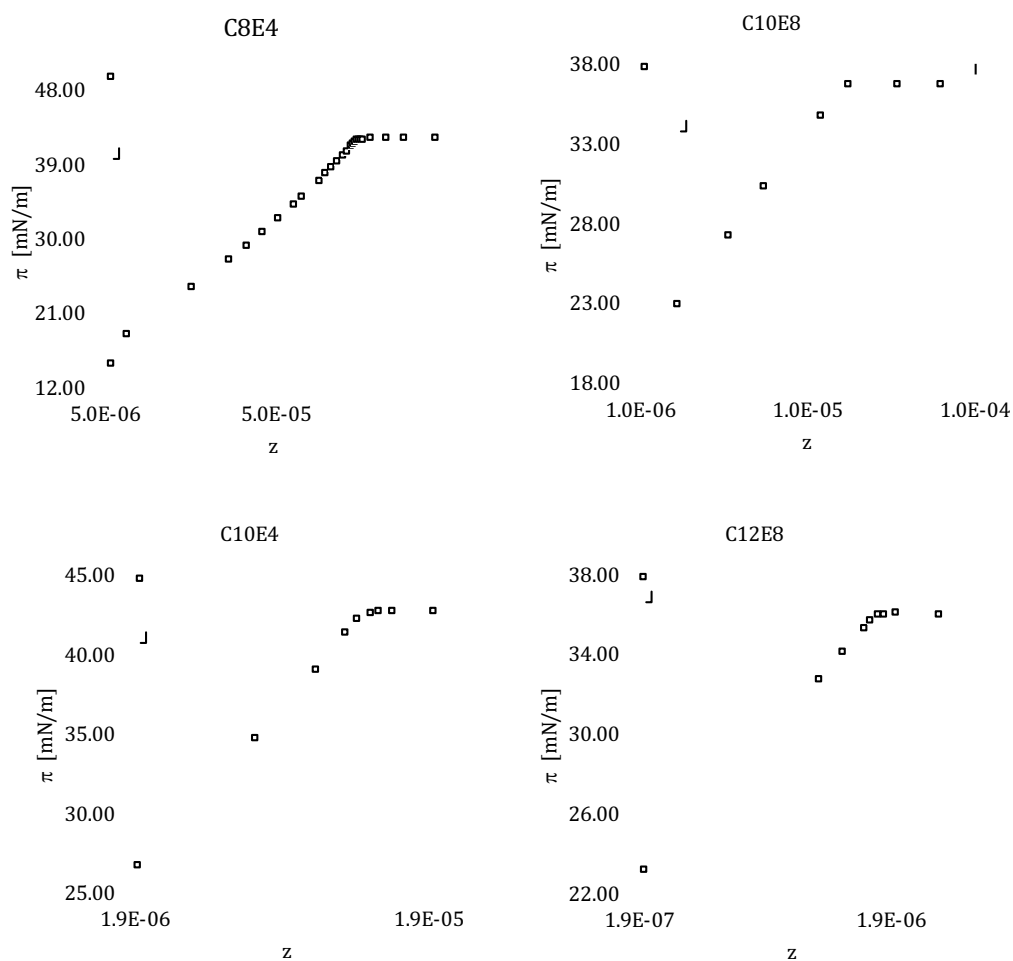 C8E4
48.00
39.00
30.00
21.00
12.00
π [mN/m]
5.0E-06 5.0E-05
z
C10E8
38.00
33.00
28.00
23.00
18.00
π [mN/m]
1.0E-06 1.0E-05 1.0E-04
z
C10E4
45.00
40.00
35.00
30.00
25.00
π [mN/m]
1.9E-06 1.9E-05
z
C12E8
38.00
34.00
30.00
26.00
22.00
π [mN/m]
1.9E-07 1.9E-06
z